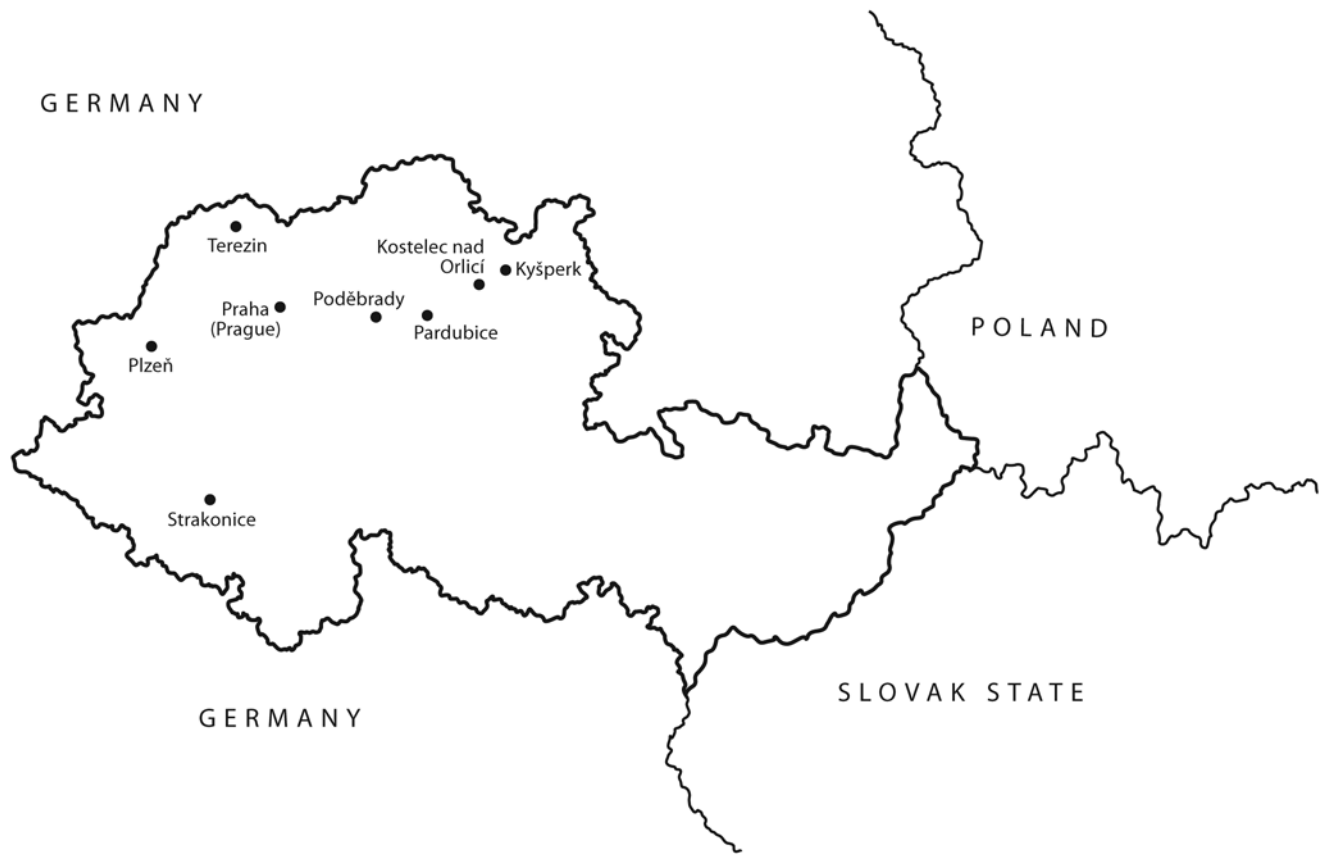 GERMANY
Terezin
Kostelec nad
Orlicí
Kyšperk
Praha
(Prague)
Poděbrady
Pardubice
POLAND
Plzeň
Strakonice
SLOVAK STATE
GERMANY